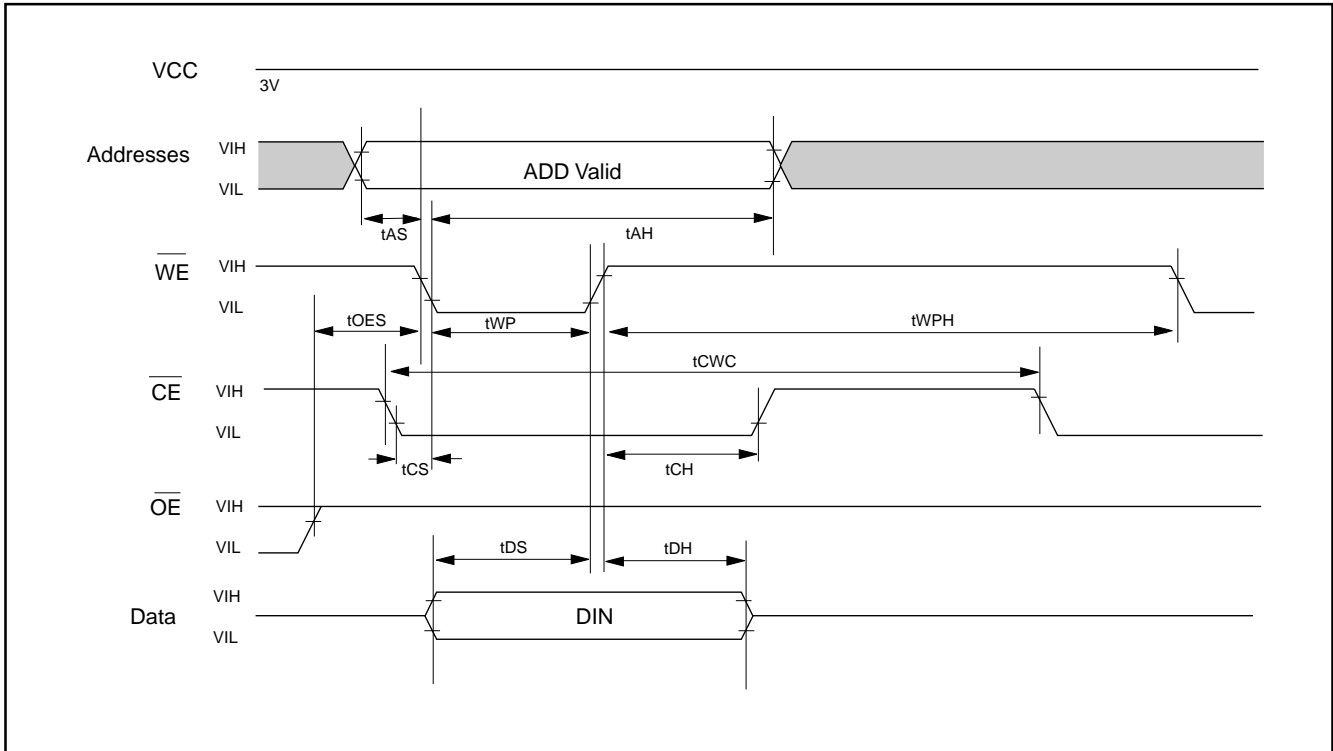 VCC
3V
Addresses
VIH
VIL
ADD Valid
tAS
tAH
WE
VIH
VIL
tOES
tWP
tWPH
tCWC
CE
VIH
VIL
tCS
tCH
OE
VIH
VIL
tDS
tDH
Data
VIH
VIL
DIN